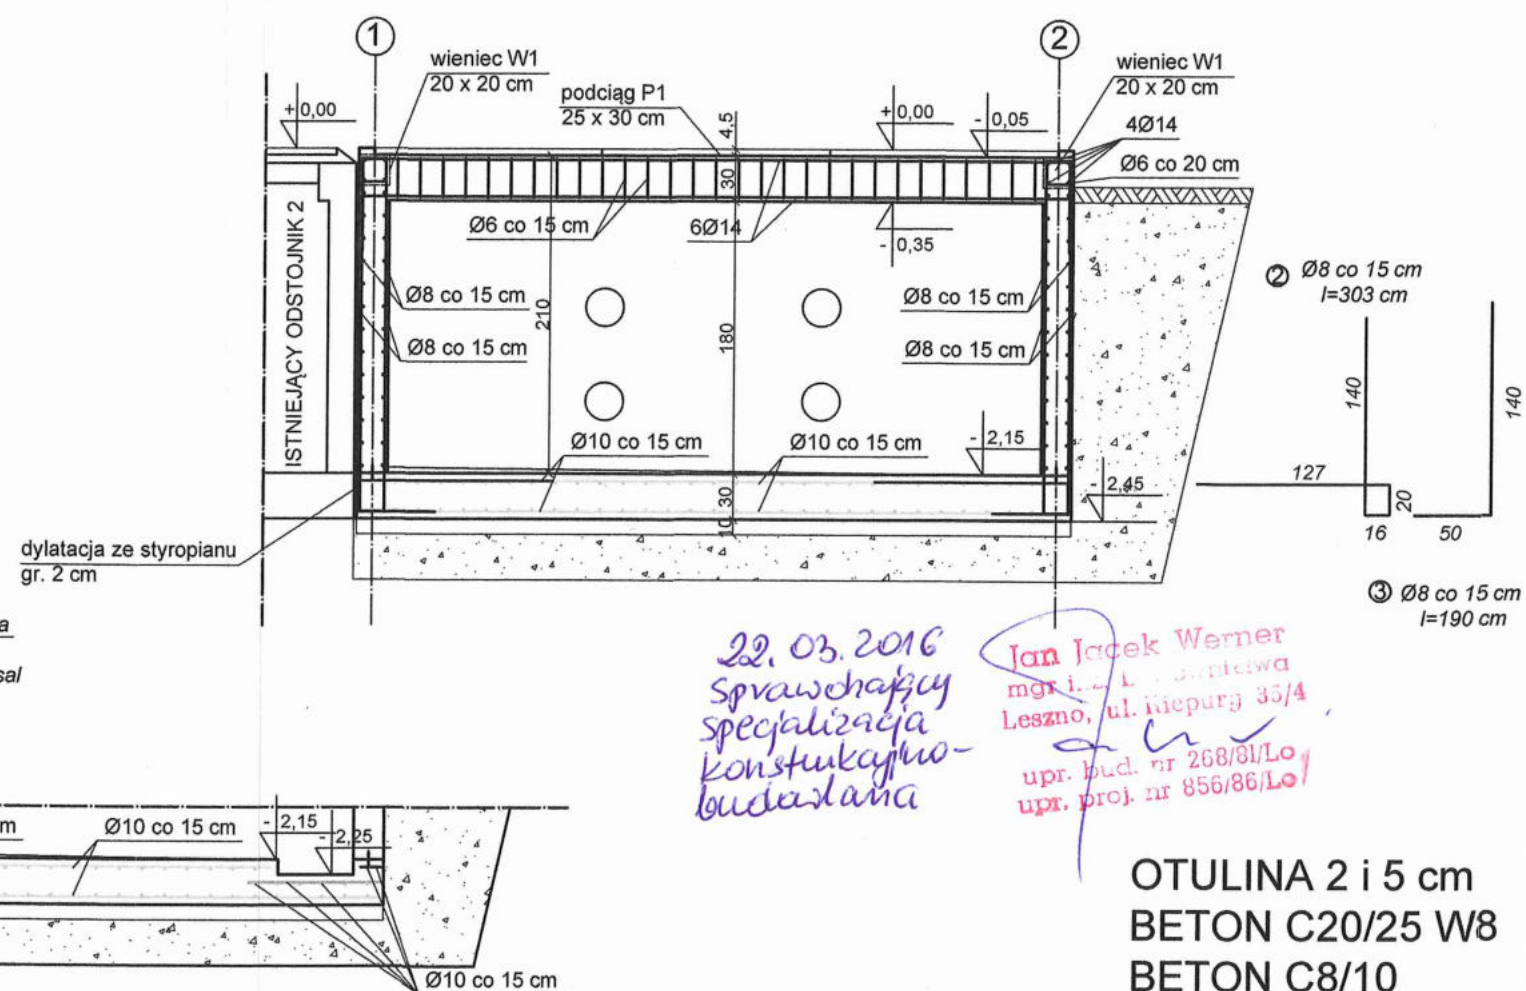 1
2
wieniec W1
20 x 20 cm
podciąg P1
25 x 30 cm
wieniec W1
20 x 20 cm
+0,00
4,5
+0,00
- 0,05
4Ø14
Ø6 co 20 cm
30
Ø6 co 15 cm
6Ø14
- 0,35
ISTNIEJĄCY ODSTOJNIK 2
Ø8 co 15 cm
210
Ø8 co 15 cm
2 Ø8 co 15 cm
l=303 cm
Ø8 co 15 cm
180
Ø8 co 15 cm
140
140
Ø10 co 15 cm
Ø10 co 15 cm
- 2,15
- 2,45
127
20
30
10
16
50
dylatacja ze styropianu
gr. 2 cm
3 Ø8 co 15 cm
l=190 cm
a
sal
22.03.2016
Sprawdzający
specjalizacja
konstrukcyjno-
budowlana
Jan Jacek Werner
mgr
Leszno, ul. Kiepury 35/4
upr. bud. nr 268/81/Lo
upr. proj. nr 856/86/Lo
m
Ø10 co 15 cm
- 2,15
- 2,25
Ø10 co 15 cm
OTULINA 2 i 5 cm
BETON C20/25 W8
BETON C8/10